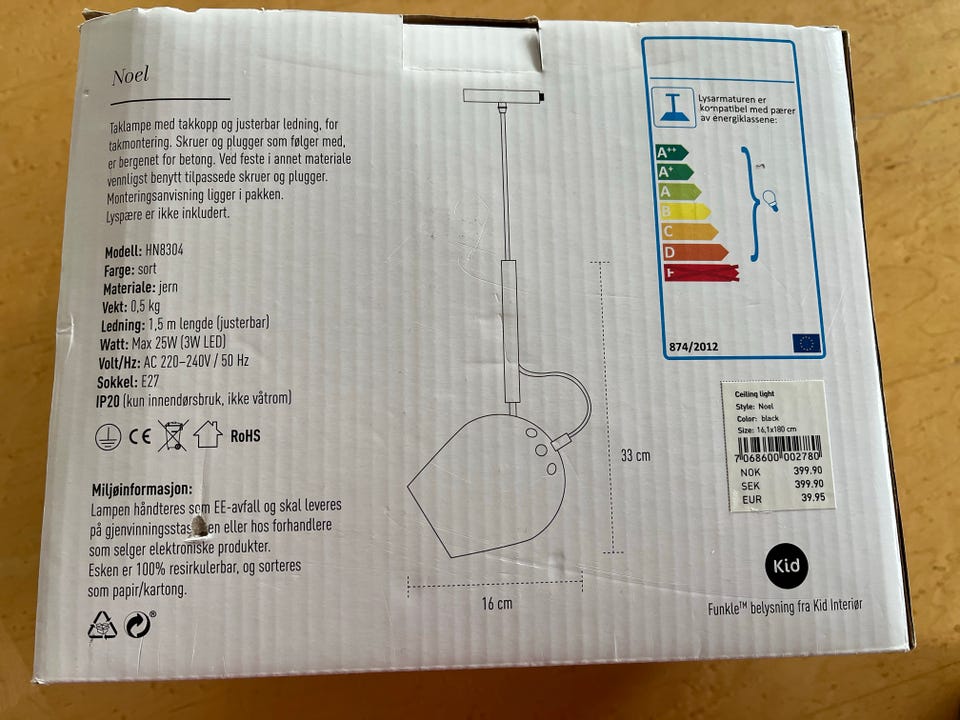 Noel
Taklampe med takkopp og justerbar ledning, for
takmontering. Skruer og plugger som følger med,
er bergenet for betong. Ved feste i annet materiale
vennligst benytt tilpassede skruer og plugger.
Monteringsanvisning ligger i pakken.
Lyspære er ikke inkludert.
Modell: HN8304
Farge: sort
Materiale: jern
Vekt: 0,5 kg
Ledning: 1,5 m lengde (justerbar)
Watt: Max 25W (3W LED)
Volt/Hz: AC 220–240V / 50 Hz
Sokkel: E27
IP20 (kun innendørsbruk, ikke våtrom)
CE RoHS
Miljøinformasjon:
Lampen håndteres som EE-avfall og skal leveres
på gjenvinningsstasjonen eller hos forhandlere
som selger elektroniske produkter.
Esken er 100% resirkulerbar, og sorteres
som papir/kartong.
®
33 cm
16 cm
Lysarmaturen er
kompatibel med pærer
av energiklassene:
A++
A+
A
B
C
D
874/2012
Ceiling light
Style: Noel
Color: black
Size: 16,1x180 cm
7 068600 002780
NOK 399.90
SEK 399.90
EUR 39.95
Kid
Funkle™ belysning fra Kid Interiør